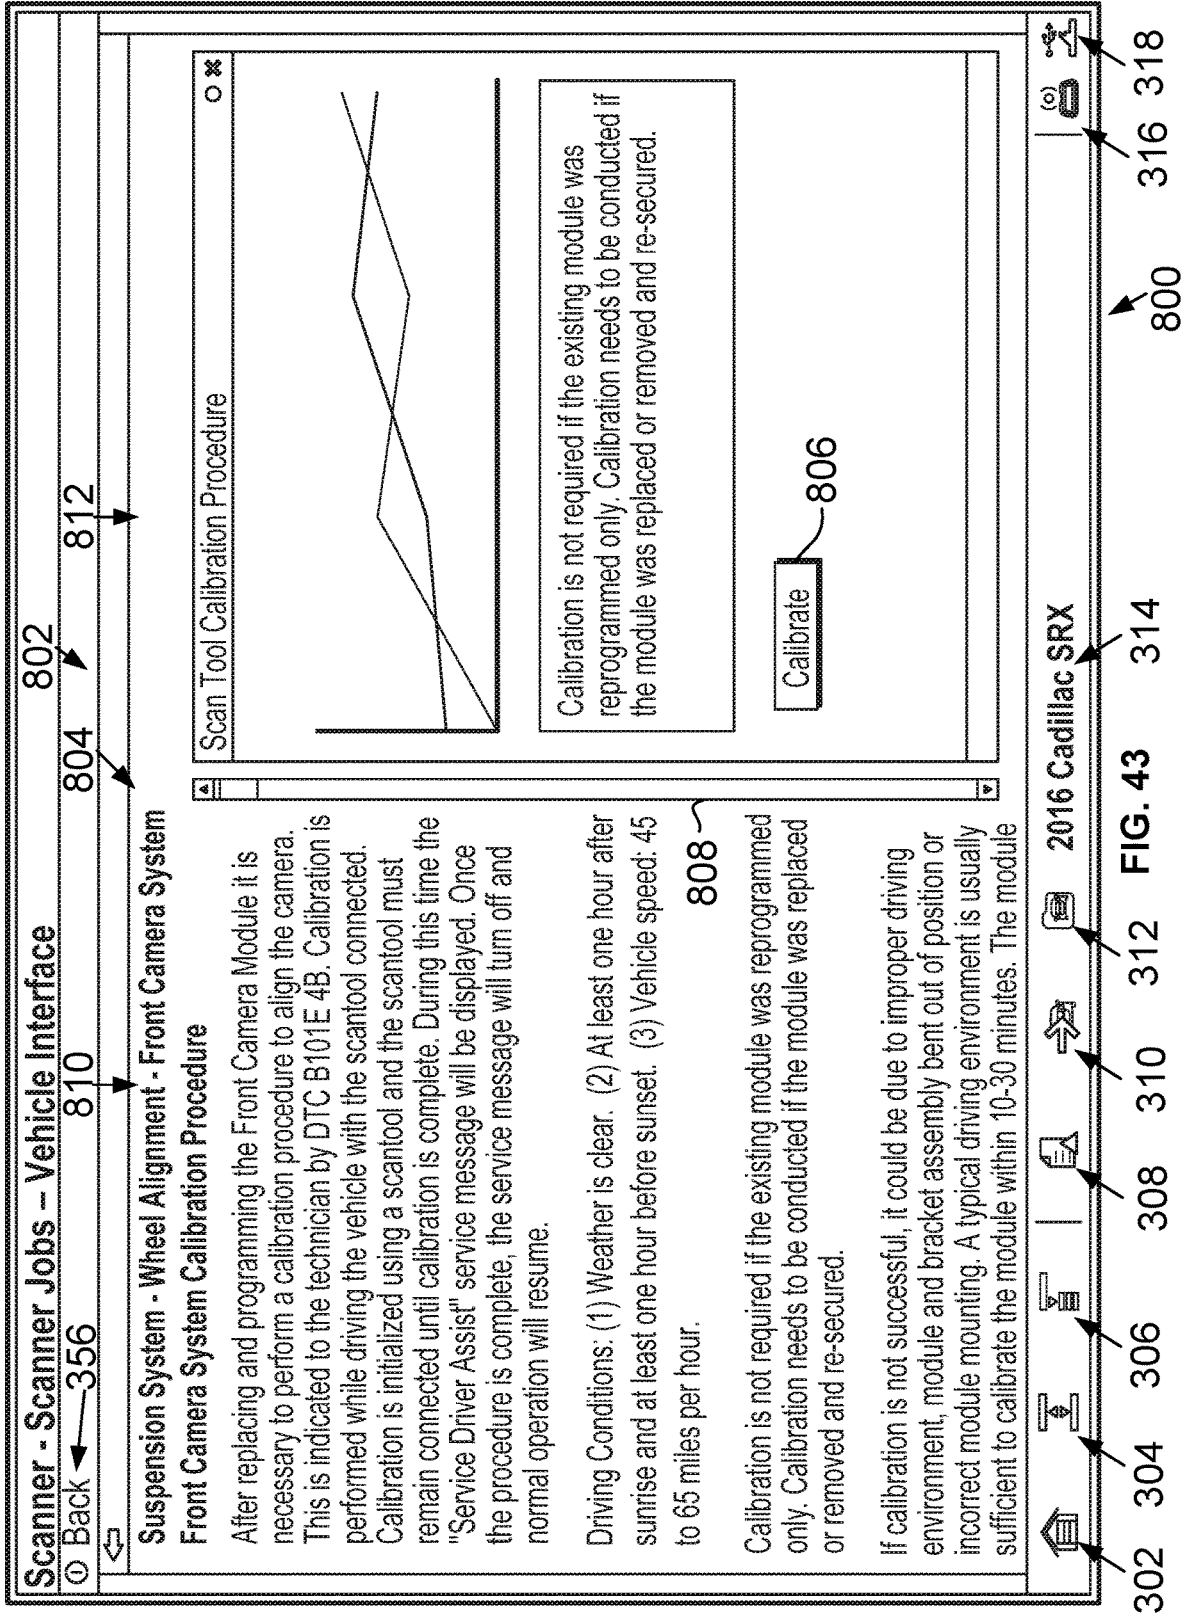 Scanner - Scanner Jobs – Vehicle Interface
802
Back
356
810
804
812
Suspension System - Wheel Alignment - Front Camera System
Front Camera System Calibration Procedure
After replacing and programming the Front Camera Module it is
necessary to perform a calibration procedure to align the camera.
This is indicated to the technician by DTC B101E 4B. Calibration is
performed while driving the vehicle with the scantool connected.
Calibration is initialized using a scantool and the scantool must
remain connected until calibration is complete. During this time the
"Service Driver Assist" service message will be displayed. Once
the procedure is complete, the service message will turn off and
normal operation will resume.
Driving Conditions: (1) Weather is clear. (2) At least one hour after
sunrise and at least one hour before sunset. (3) Vehicle speed: 45
to 65 miles per hour.
Calibration is not required if the existing module was reprogrammed
only. Calibration needs to be conducted if the module was replaced
or removed and re-secured.
If calibration is not successful, it could be due to improper driving
environment, module and bracket assembly bent out of position or
incorrect module mounting. A typical driving environment is usually
sufficient to calibrate the module within 10-30 minutes. The module
808
Scan Tool Calibration Procedure
Calibration is not required if the existing module was
reprogrammed only. Calibration needs to be conducted if
the module was replaced or removed and re-secured.
Calibrate
806
2016 Cadillac SRX
302
304
306
308
310
312
314
316
318
FIG. 43
800